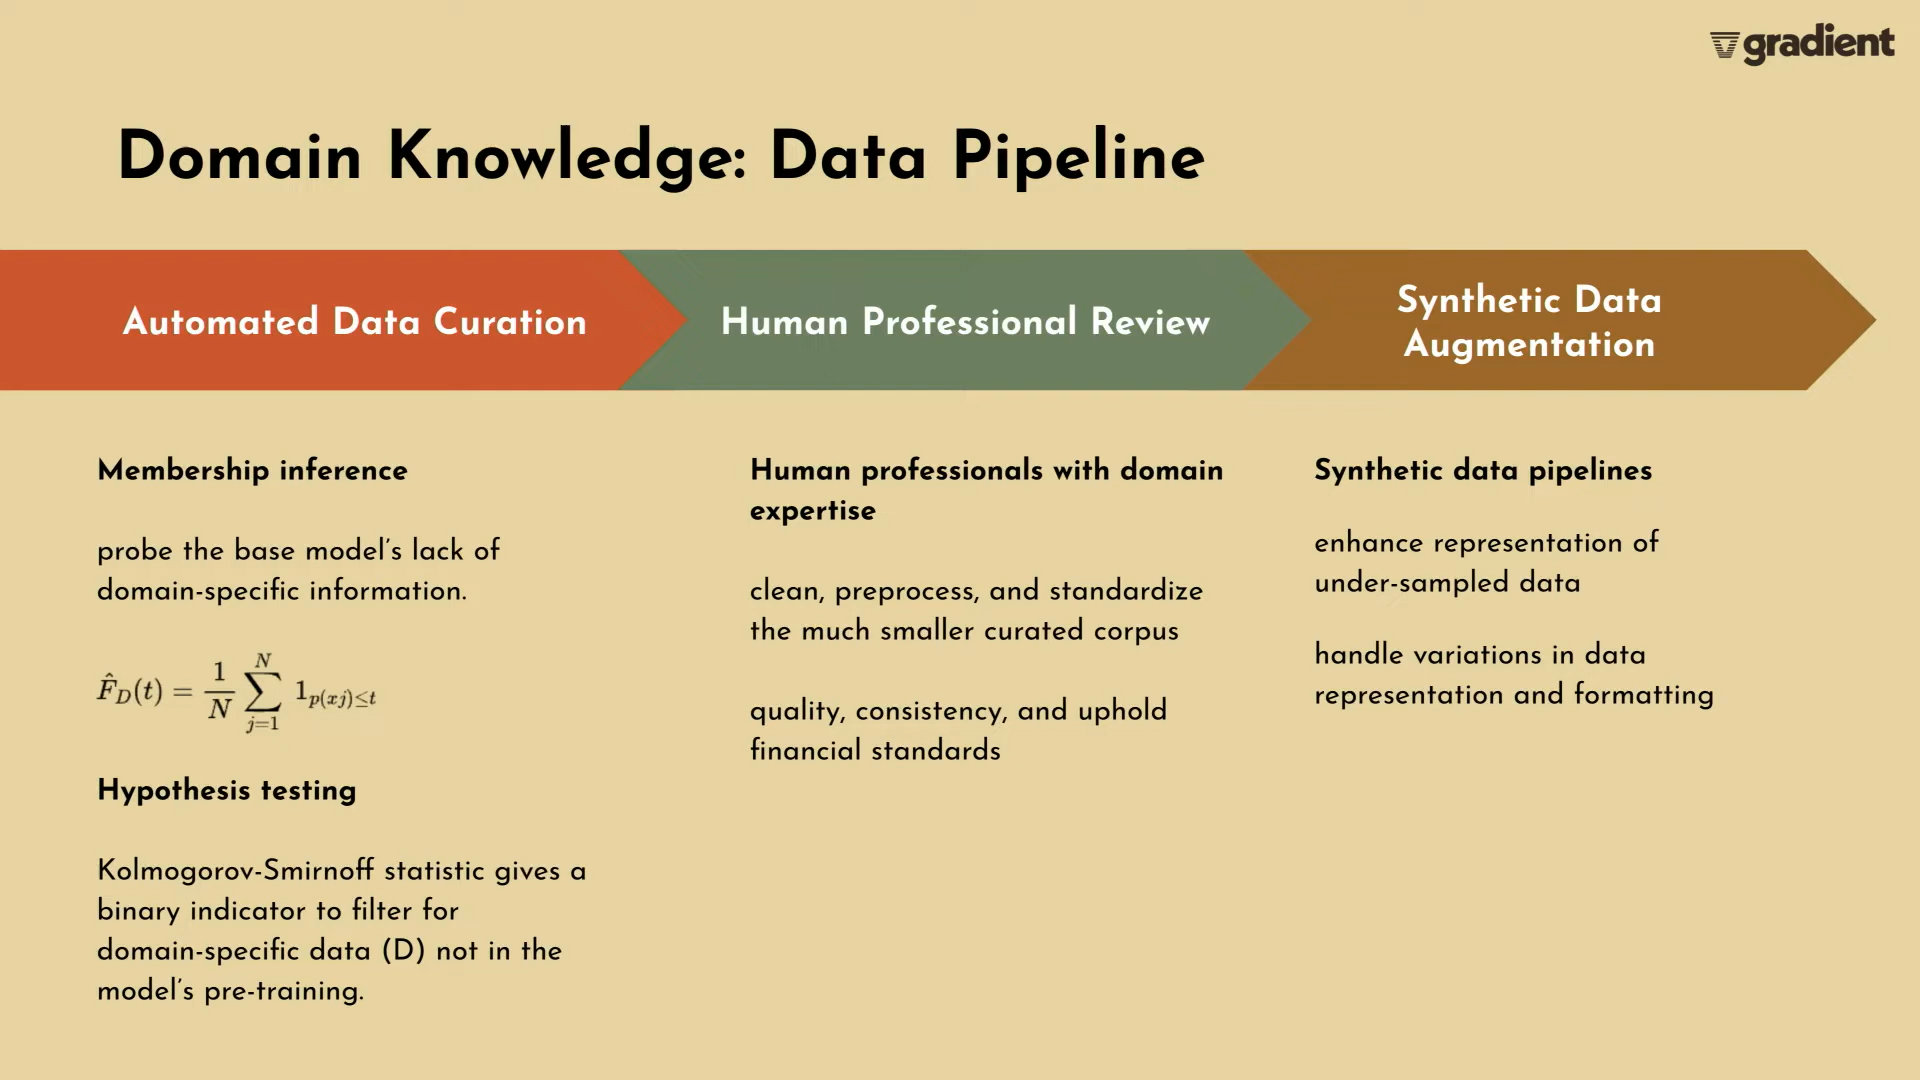 gradient
Domain Knowledge: Data Pipeline
Automated Data Curation
Human Professional Review
Synthetic Data
Augmentation
Membership inference
probe the base model's lack of
domain-specific information.
F̂_D(t) = 1/N ∑_{j=1}^{N} 1_{p(xj)≤t}
Hypothesis testing
Kolmogorov-Smirnoff statistic gives a
binary indicator to filter for
domain-specific data (D) not in the
model's pre-training.
Human professionals with domain
expertise
clean, preprocess, and standardize
the much smaller curated corpus
quality, consistency, and uphold
financial standards
Synthetic data pipelines
enhance representation of
under-sampled data
handle variations in data
representation and formatting